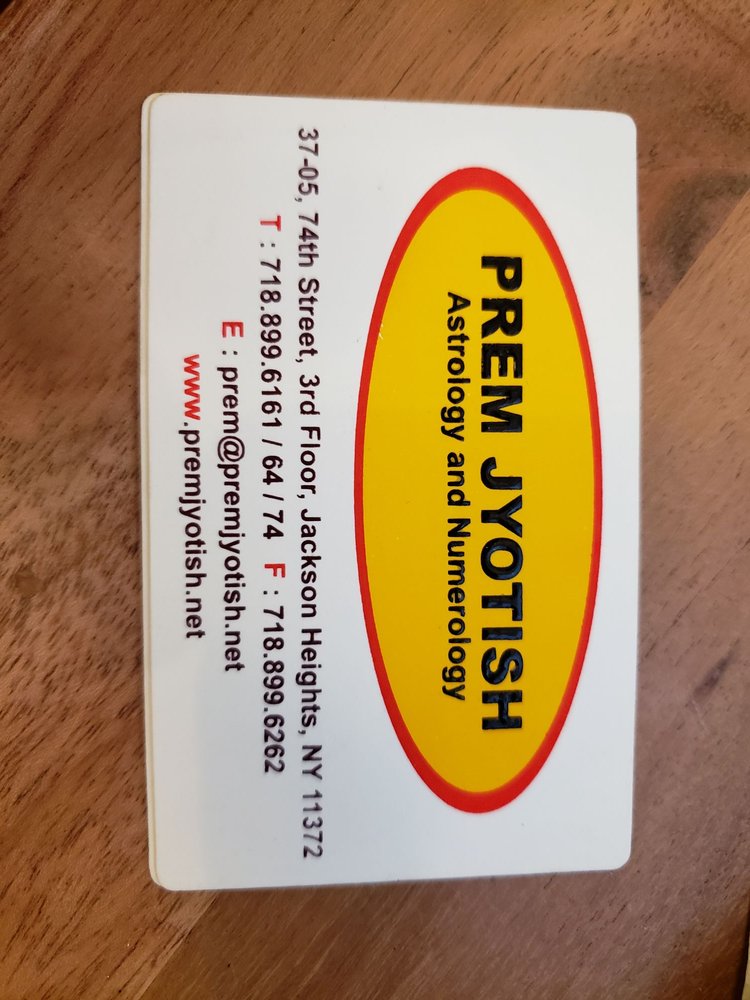 PREM JYOTISH
Astrology and Numerology
37-05, 74th Street, 3rd Floor, Jackson Heights, NY 11372
T : 718.899.6161 / 64 / 74 F : 718.899.6262
E : prem@premjyotish.net
www.premjyotish.net